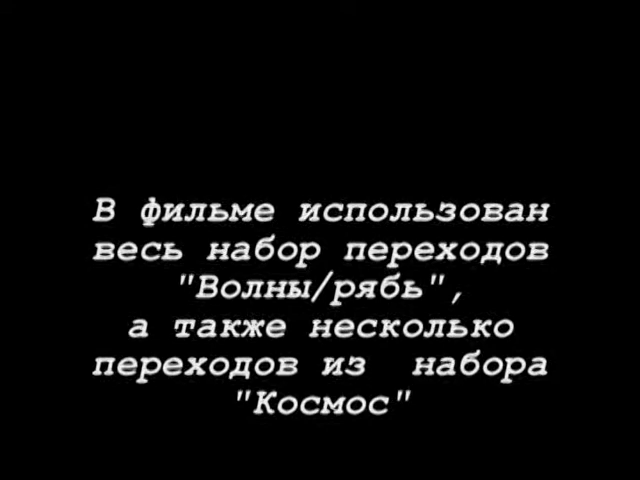 В фильме использован
весь набор переходов
"Волны/рябь",
а также несколько
переходов из  набора
"Космос"